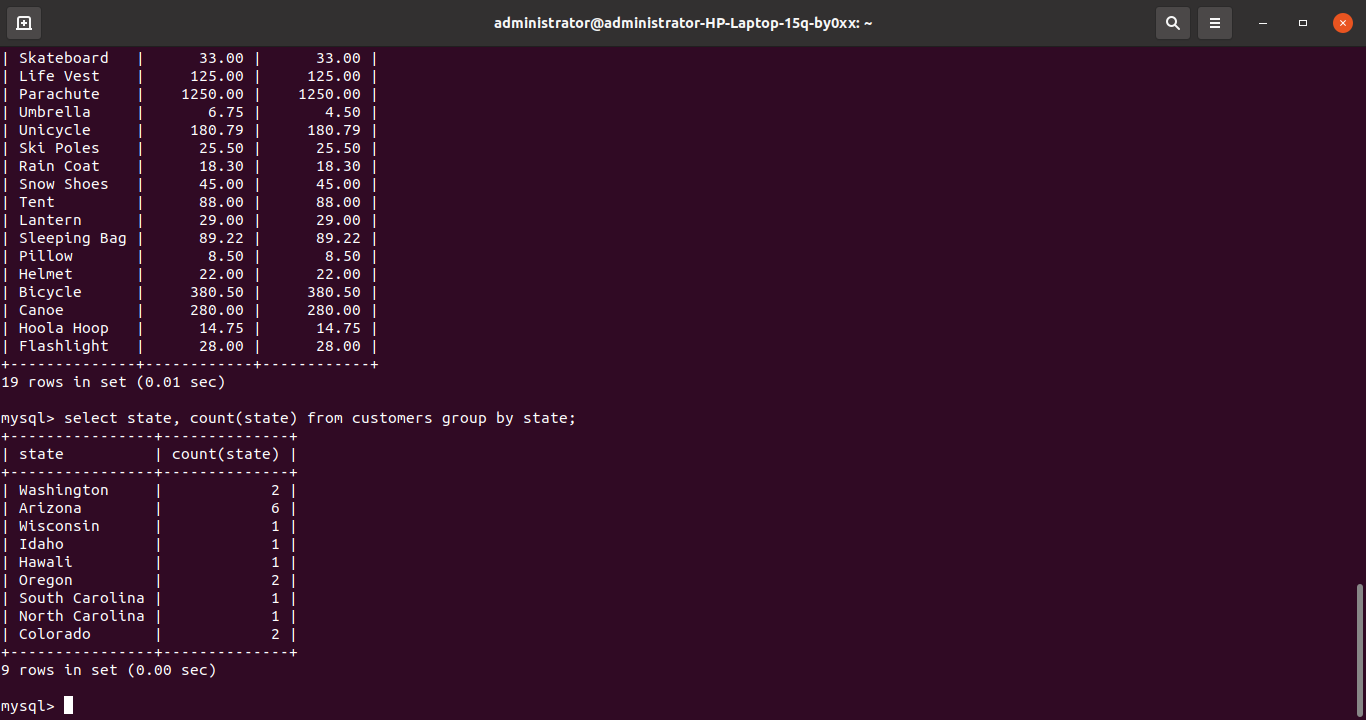 administrator@administrator-HP-Laptop-15q-by0xx: ~
| Skateboard   |      33.00 |      33.00 |
| Life Vest    |     125.00 |     125.00 |
| Parachute    |    1250.00 |    1250.00 |
| Umbrella     |       6.75 |       4.50 |
| Unicycle     |     180.79 |     180.79 |
| Ski Poles    |      25.50 |      25.50 |
| Rain Coat    |      18.30 |      18.30 |
| Snow Shoes   |      45.00 |      45.00 |
| Tent         |      88.00 |      88.00 |
| Lantern      |      29.00 |      29.00 |
| Sleeping Bag |      89.22 |      89.22 |
| Pillow       |       8.50 |       8.50 |
| Helmet       |      22.00 |      22.00 |
| Bicycle      |     380.50 |     380.50 |
| Canoe        |     280.00 |     280.00 |
| Hoola Hoop   |      14.75 |      14.75 |
| Flashlight   |      28.00 |      28.00 |
+--------------+------------+------------+
19 rows in set (0.01 sec)
mysql> select state, count(state) from customers group by state;
+----------------+--------------+
| state          | count(state) |
+----------------+--------------+
| Washington     |            2 |
| Arizona        |            6 |
| Wisconsin      |            1 |
| Idaho          |            1 |
| Hawali         |            1 |
| Oregon         |            2 |
| South Carolina |            1 |
| North Carolina |            1 |
| Colorado       |            2 |
+----------------+--------------+
9 rows in set (0.00 sec)
mysql>